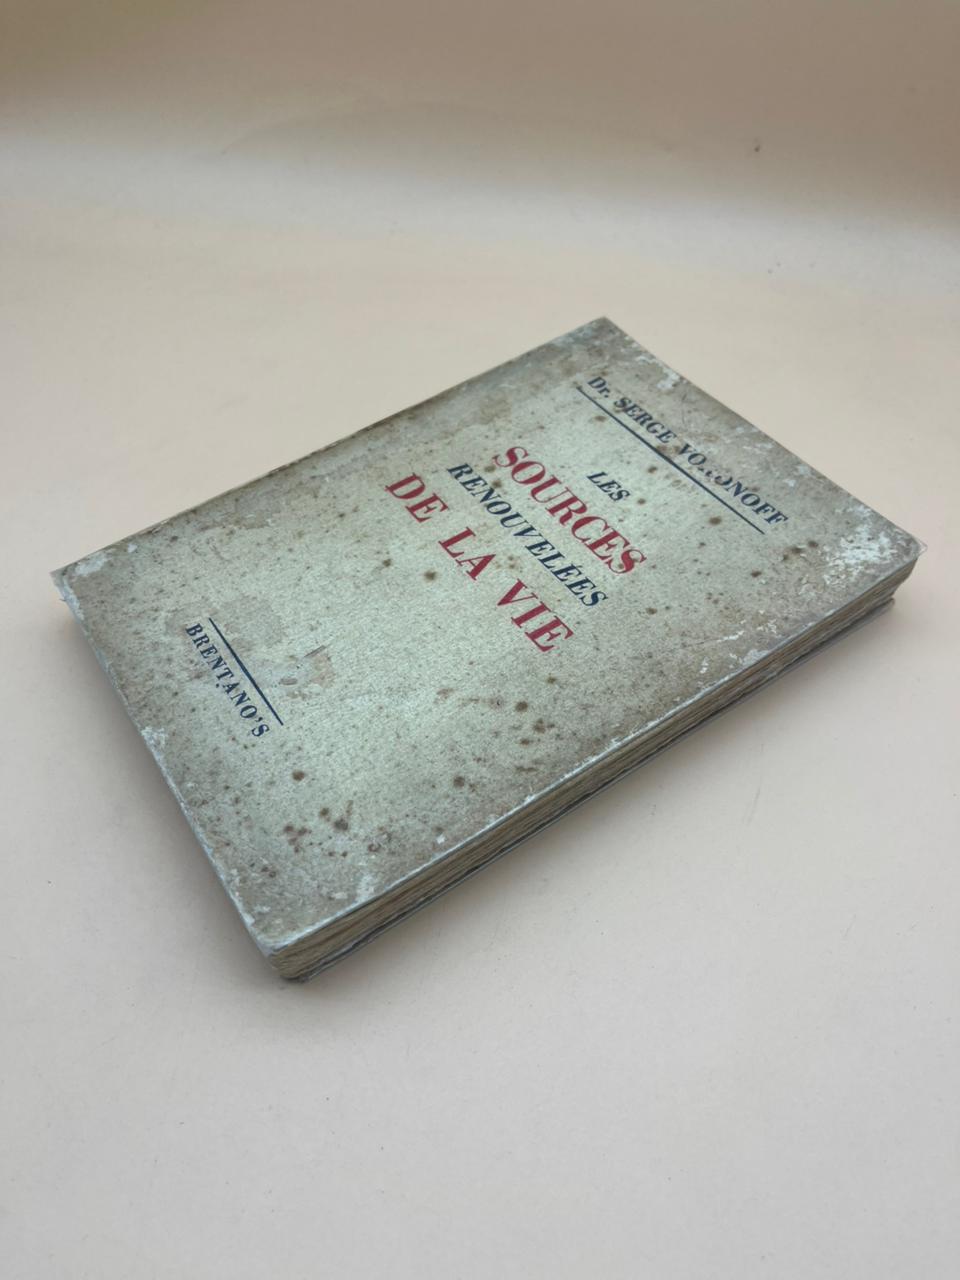 Dr. SERGE VORONOFF
LES
SOURCES
RENOUVELÉES
DE LA VIE
BRENTANO'S